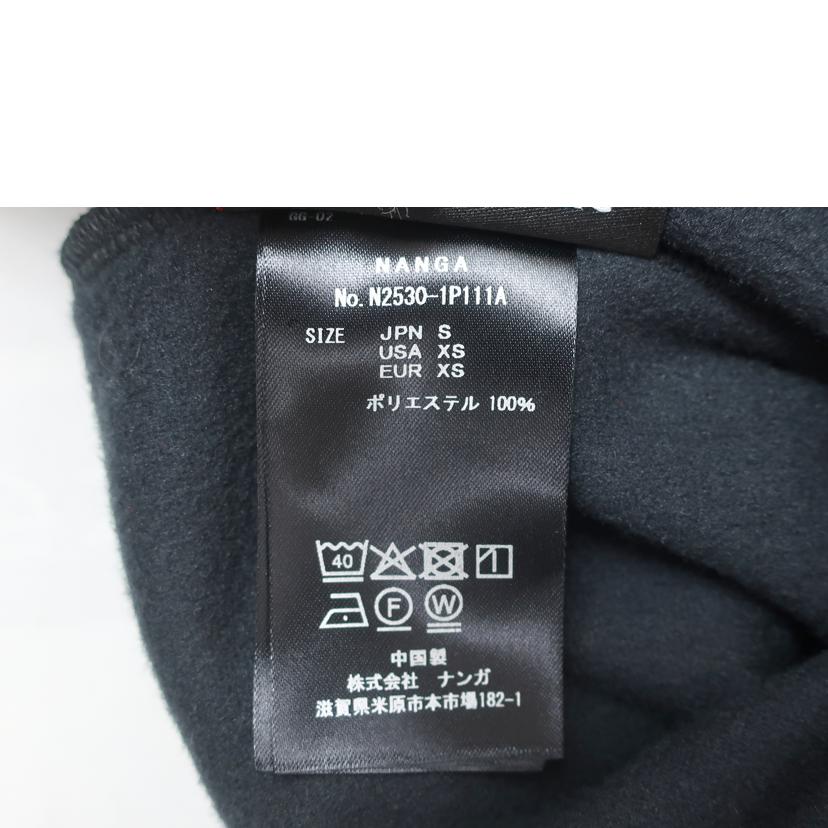 GG-02
NANGA
No. N2530-1P111A
SIZE JPN S
USA XS
EUR XS
ポリエステル 100%
40
F W
中国製
株式会社 ナンガ
滋賀県米原市本市場182-1